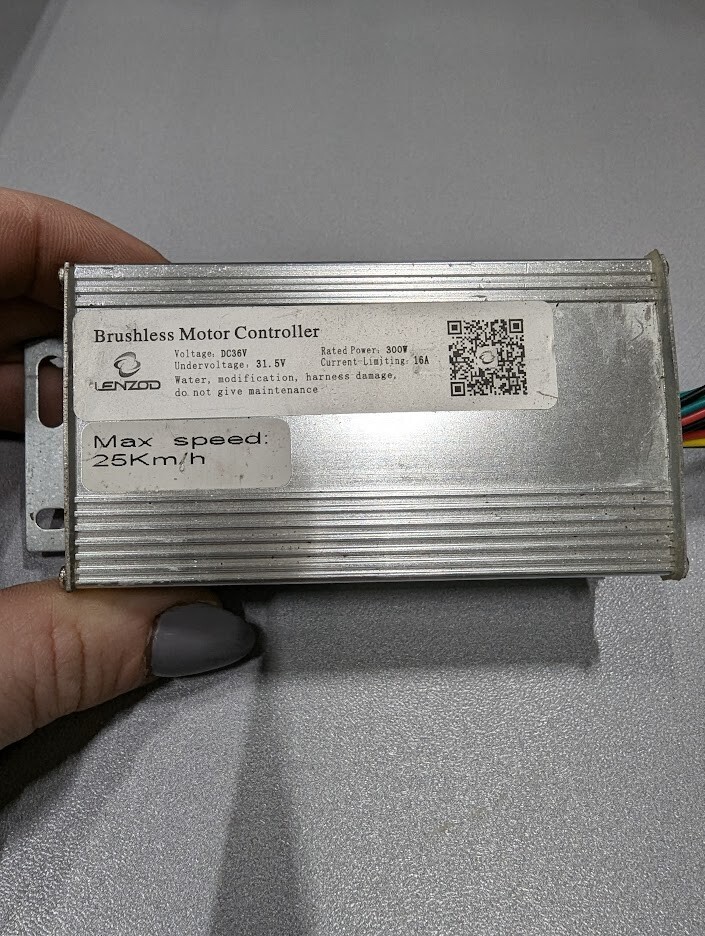 Brushless Motor Controller
LENZOD
Voltage: DC36V
Rated Power: 300W
Undervoltage: 31.5V
Current-Limiting: 16A
Water, modification, harness damage,
do not give maintenance
Max speed:
25Km/h